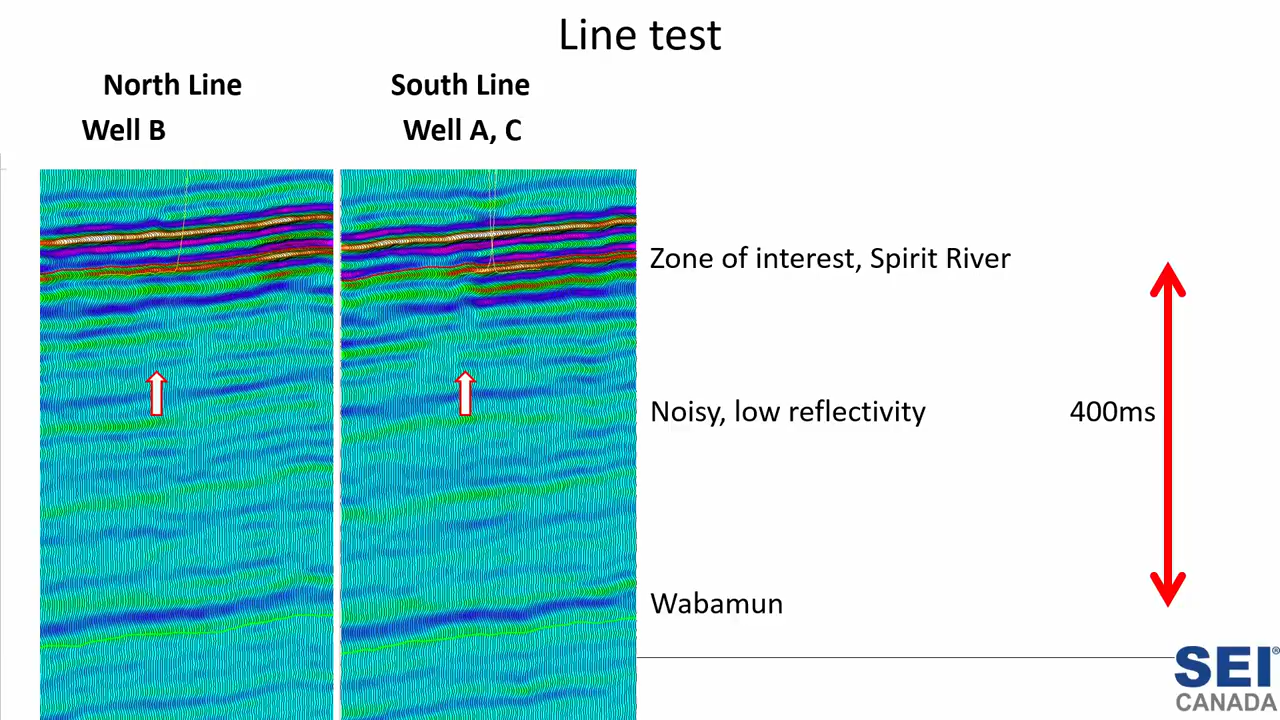 Line test
North Line
South Line
Well B
Well A, C
Zone of interest, Spirit River
Noisy, low reflectivity
400ms
Wabamun
SEI®
CANADA